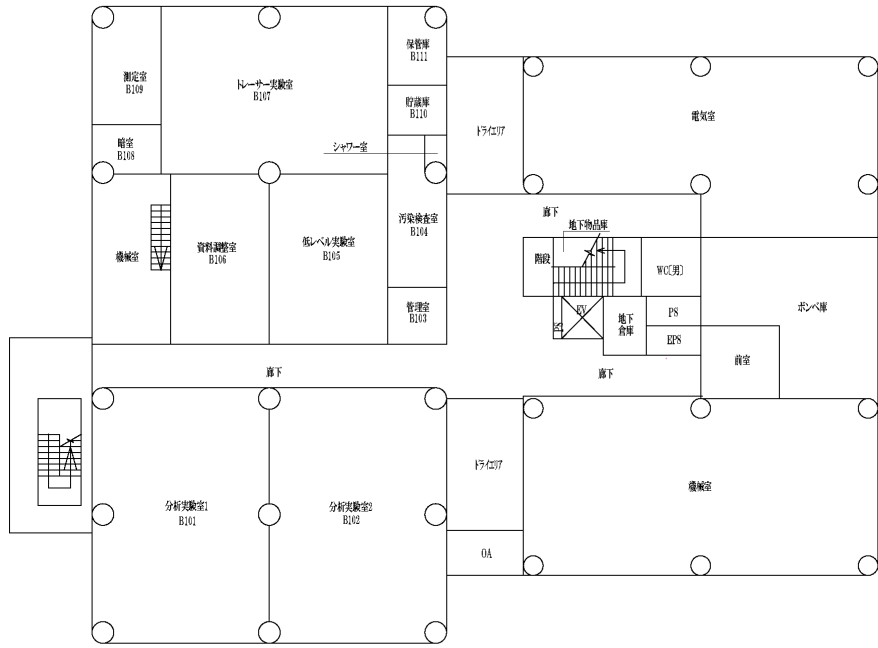 保管庫
B111
測定室
B109
トレーサー実験室
B107
貯蔵庫
B110
電気室
ドライエリア
暗室
B108
シャワー室
汚染検査室
B104
廊下
地下物品庫
機械室
資料調整室
B106
低レベル実験室
B105
階段
WC[男]
管理室
B103
PS
EV
地下
倉庫
PS
EPS
ボンベ庫
前室
廊下
廊下
ドライエリア
機械室
分析実験室1
B101
分析実験室2
B102
OA